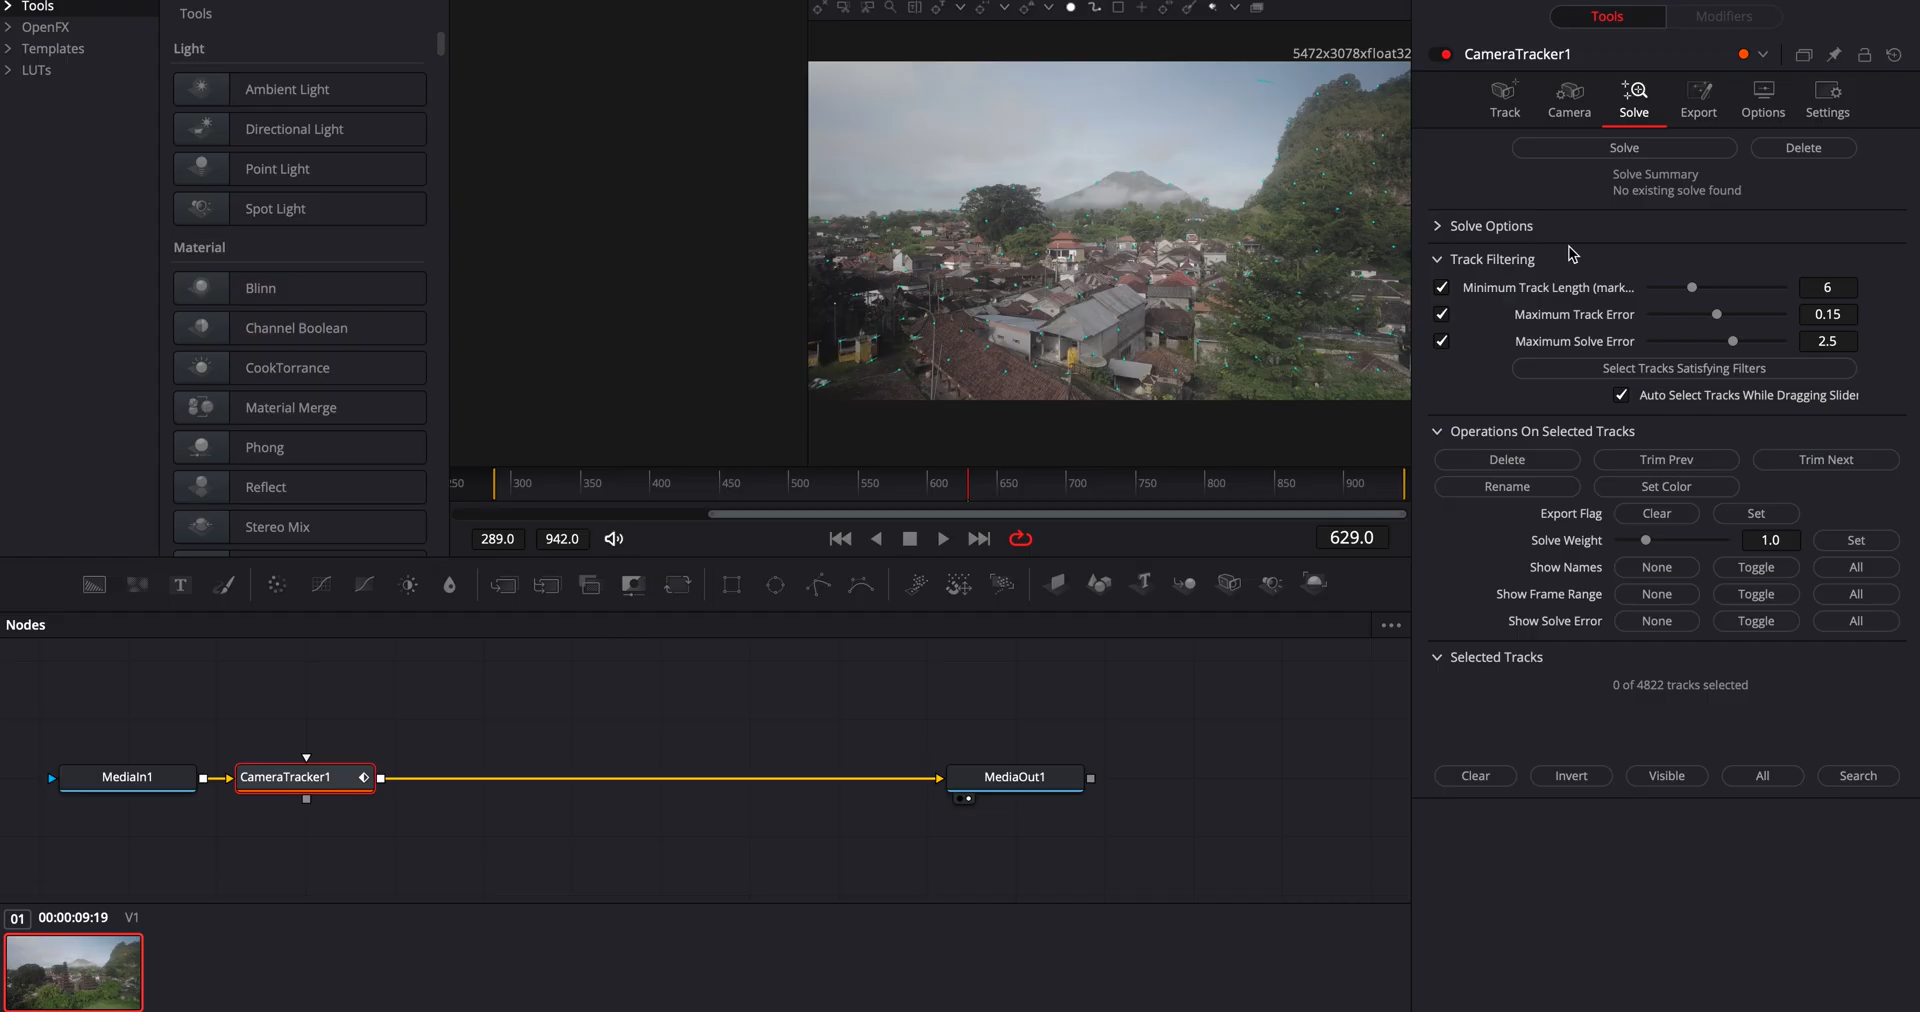 Tools
OpenFX
Templates
LUTs
Tools
Light
Ambient Light
Directional Light
Point Light
Spot Light
Material
Blinn
Channel Boolean
CookTorrance
Material Merge
Phong
Reflect
Stereo Mix
5472x3078xfloat32
250 300 350 400 450 500 550 600 650 700 750 800 850 900
289.0 942.0 629.0
T
Nodes
MediaIn1
CameraTracker1
MediaOut1
01 00:00:09:19 V1
Tools Modifiers
CameraTracker1
Track Camera Solve Export Options Settings
Solve Delete
Solve Summary
No existing solve found
Solve Options
Track Filtering
Minimum Track Length (mark... 6
Maximum Track Error 0.15
Maximum Solve Error 2.5
Select Tracks Satisfying Filters
Auto Select Tracks While Dragging Slider
Operations On Selected Tracks
Delete Trim Prev Trim Next
Rename Set Color
Export Flag Clear Set
Solve Weight 1.0 Set
Show Names None Toggle All
Show Frame Range None Toggle All
Show Solve Error None Toggle All
Selected Tracks
0 of 4822 tracks selected
Clear Invert Visible All Search